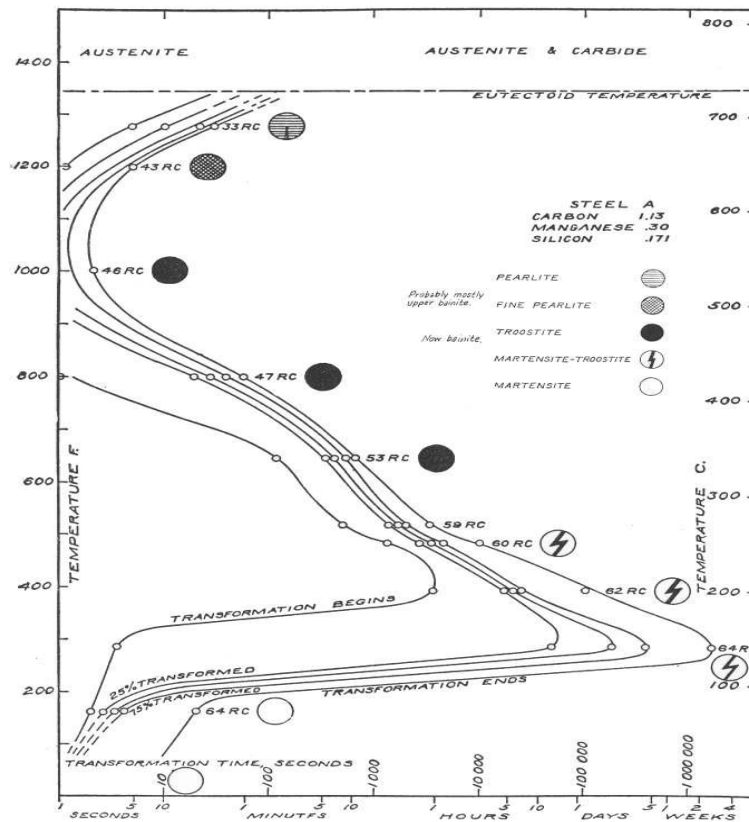 AUSTENITE
AUSTENITE & CARBIDE
EUTECTOID TEMPERATURE
1400
1200
1000
800
600
400
200
TEMPERATURE F.
800
700
600
500
400
300
200
100
TEMPERATURE C.
33 RC
43 RC
46 RC
47 RC
53 RC
59 RC
60 RC
62 RC
64 R
64 RC
STEEL A
CARBON 1.13
MANGANESE .30
SILICON .171
PEARLITE
Probably mostly
upper bainite.
FINE PEARLITE
Now bainite.
TROOSTITE
MARTENSITE-TROOSTITE
MARTENSITE
TRANSFORMATION BEGINS
25% TRANSFORMED
75% TRANSFORMED
TRANSFORMATION ENDS
TRANSFORMATION TIME, SECONDS
10
100
1000
10 000
100 000
1000 000
1 5 10 1 5 10 1 5 10 1 5 1 2 4
SECONDS MINUTES HOURS DAYS WEEKS